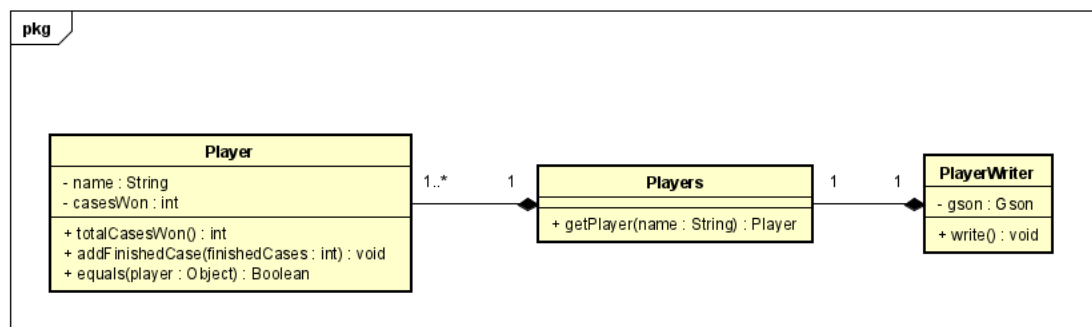 pkg
Player
- name : String
- casesWon : int
+ totalCasesWon() : int
+ addFinishedCase(finishedCases : int) : void
+ equals(player : Object) : Boolean
1..*
1
Players
+ getPlayer(name : String) : Player
1
1
PlayerWriter
- gson : Gson
+ write() : void